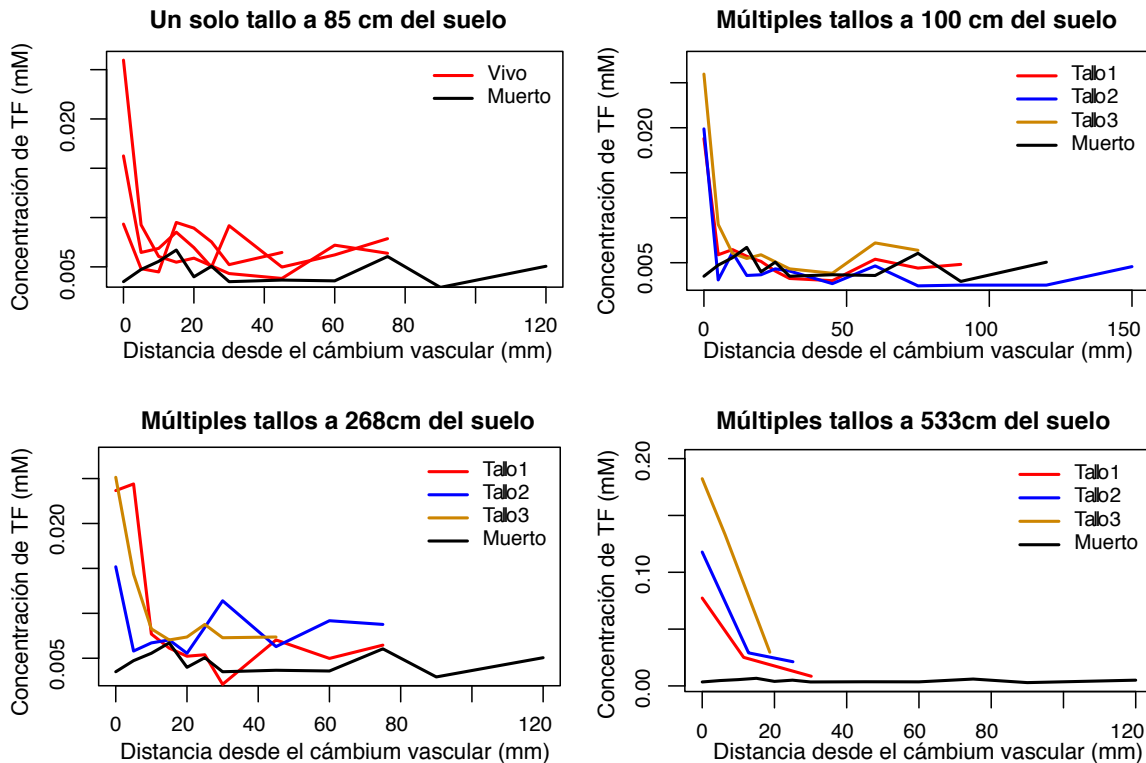 Un solo tallo a 85 cm del suelo
Concentración de TF (mM)
0.020
0.005
Vivo
Muerto
0 20 40 60 80 120
Distancia desde el cámbium vascular (mm)
Múltiples tallos a 100 cm del suelo
Concentración de TF (mM)
0.020
0.005
Tallo1
Tallo2
Tallo3
Muerto
0 50 100 150
Distancia desde el cámbium vascular (mm)
Múltiples tallos a 268cm del suelo
Concentración de TF (mM)
0.020
0.005
Tallo1
Tallo2
Tallo3
Muerto
0 20 40 60 80 120
Distancia desde el cámbium vascular (mm)
Múltiples tallos a 533cm del suelo
Concentración de TF (mM)
0.20
0.10
0.00
Tallo1
Tallo2
Tallo3
Muerto
0 20 40 60 80 120
Distancia desde el cámbium vascular (mm)